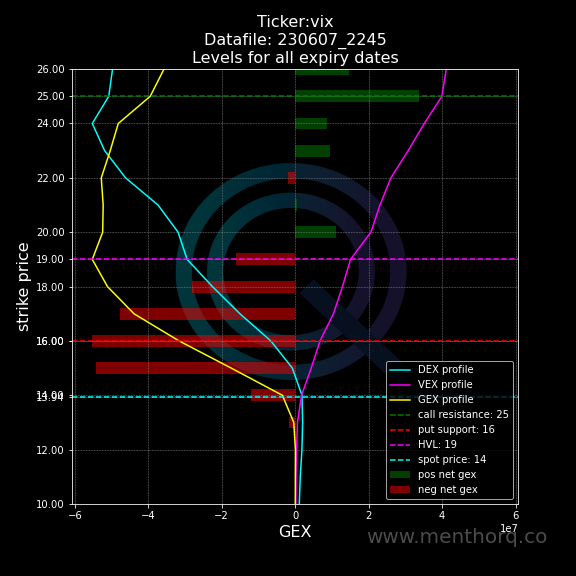 Ticker:vix
Datafile: 230607_2245
Levels for all expiry dates
26.00
25.00
24.00
22.00
20.00
19.00
18.00
16.00
14.00
13.94
12.00
10.00
strike price
−6
−4
−2
0
2
4
6
1e7
GEX
DEX profile
VEX profile
GEX profile
call resistance: 25
put support: 16
HVL: 19
spot price: 14
pos net gex
neg net gex
www.menthorq.co